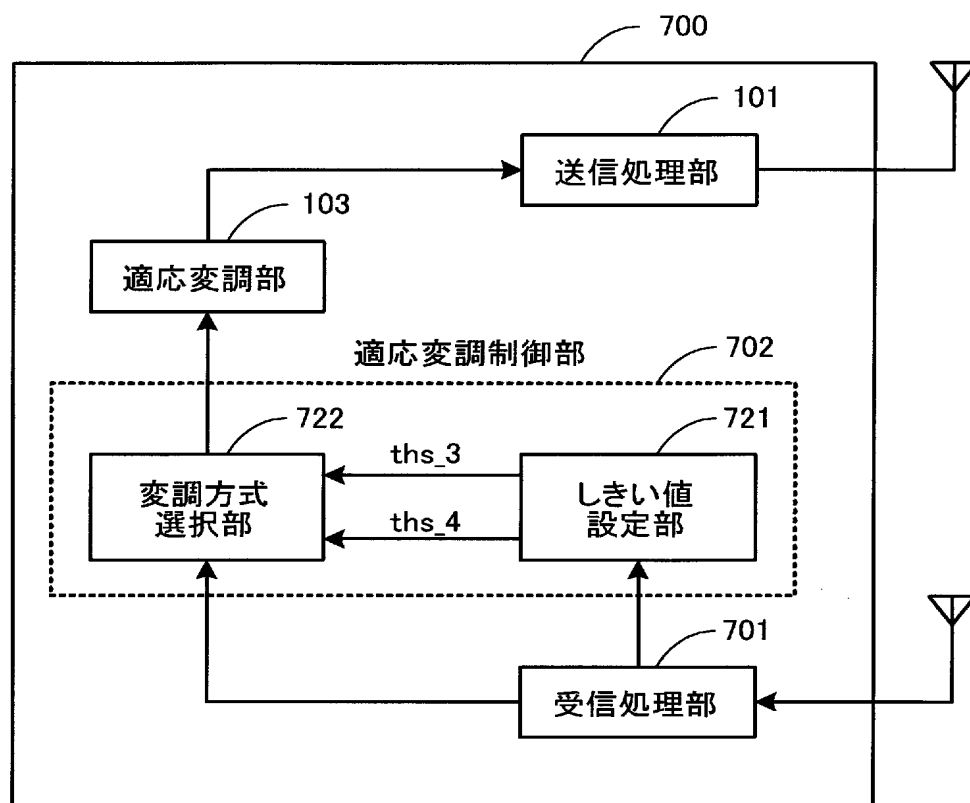 700
101
送信処理部
103
適応変調部
適応変調制御部
702
722
変調方式
選択部
ths_3
ths_4
721
しきい値
設定部
701
受信処理部